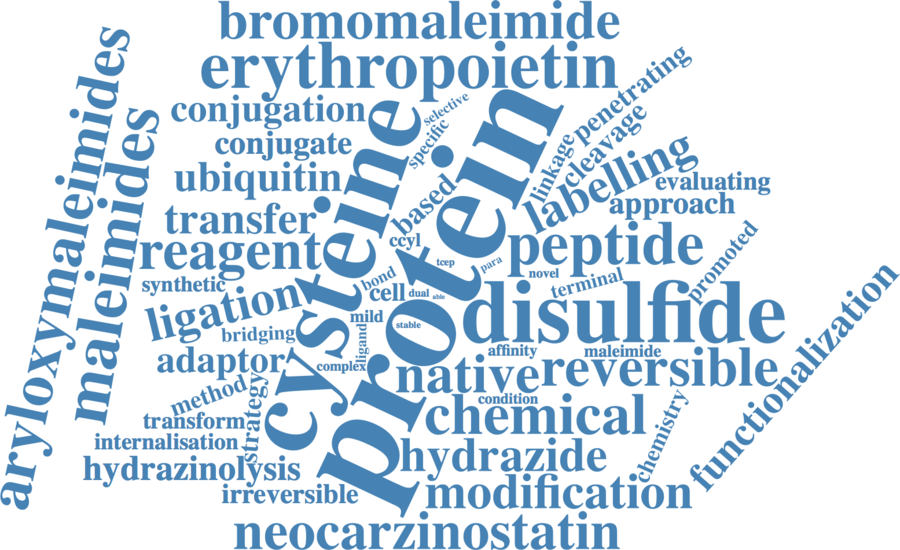 bromomaleimide
erythropoietin
aryloxymaleimides
maleimides
conjugation
cysteine
selective
specific
protein
penetrating
linkage
cleavage
conjugate
labelling
ubiquitin
based
evaluating
approach
transfer
reagent
ccyl
peptide
promoted
tcep
para
novel
synthetic
bond
terminal
ligation
cell
dual
able
disulfide
functionalization
bridging
mild
stable
ligand
adaptor
complex
affinity
maleimide
native
reversible
method
strategy
condition
chemistry
transform
chemical
internalisation
hydrazinolysis
hydrazide
irreversible
modification
neocarzinostatin